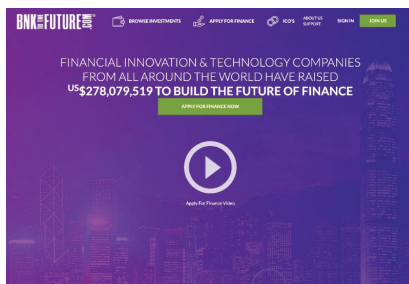 BNK TO THE FUTURE .COM
BROWSE INVESTMENTS
APPLY FOR FINANCE
ICO'S
ABOUT US
SUPPORT
SIGN IN
JOIN US
FINANCIAL INNOVATION & TECHNOLOGY COMPANIES
FROM ALL AROUND THE WORLD HAVE RAISED
US$278,079,519 TO BUILD THE FUTURE OF FINANCE
APPLY FOR FINANCE NOW
Apply For Finance Video